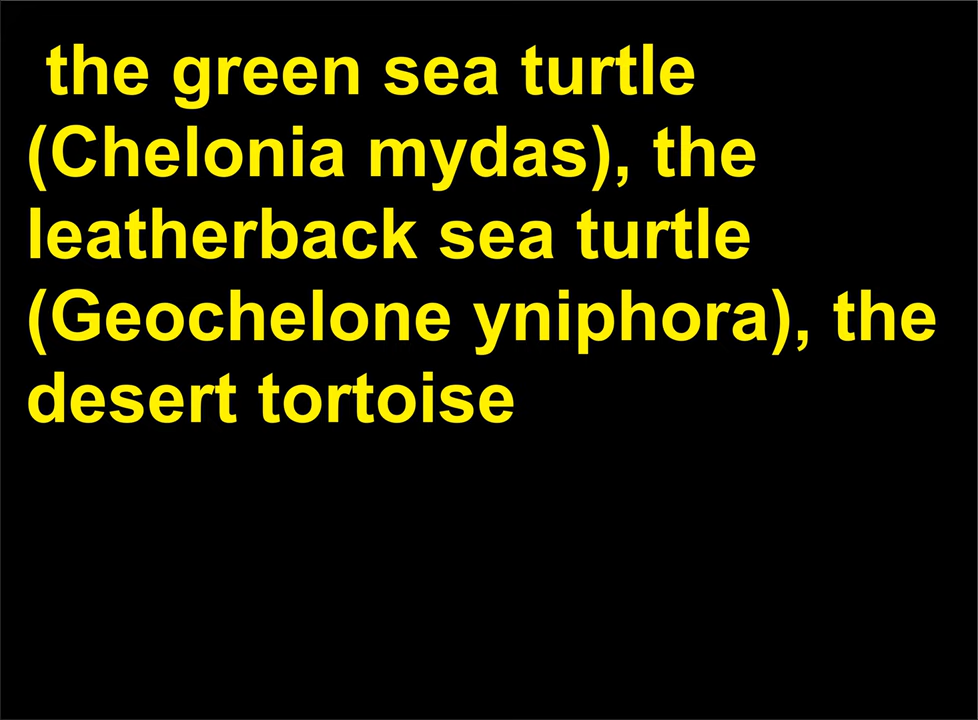 the green sea turtle
(Chelonia mydas), the
leatherback sea turtle
(Geochelone yniphora), the
desert tortoise